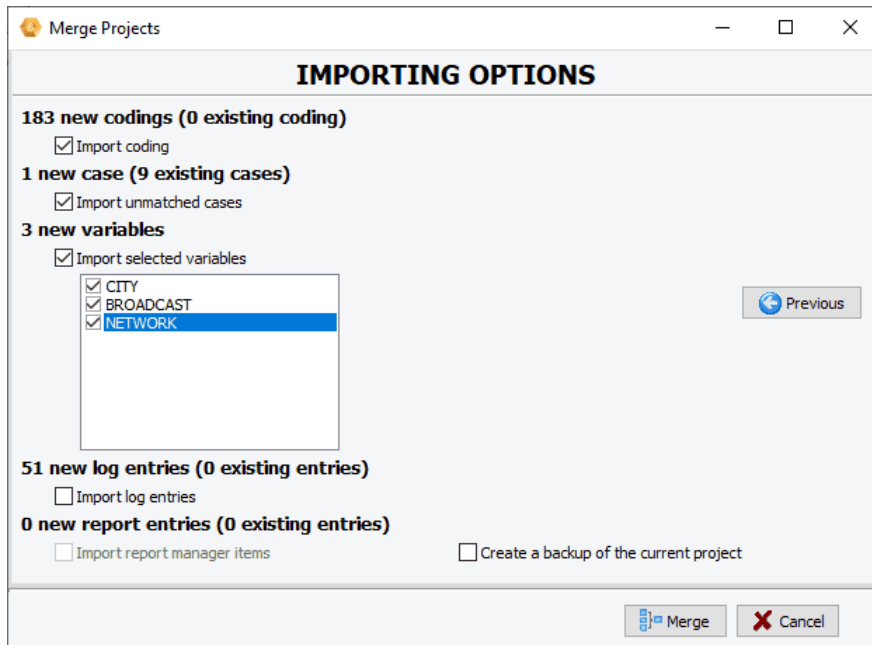 Merge Projects
IMPORTING OPTIONS
183 new codings (0 existing coding)
Import coding
1 new case (9 existing cases)
Import unmatched cases
3 new variables
Import selected variables
CITY
BROADCAST
NETWORK
Previous
51 new log entries (0 existing entries)
Import log entries
0 new report entries (0 existing entries)
Import report manager items
Create a backup of the current project
Merge
Cancel